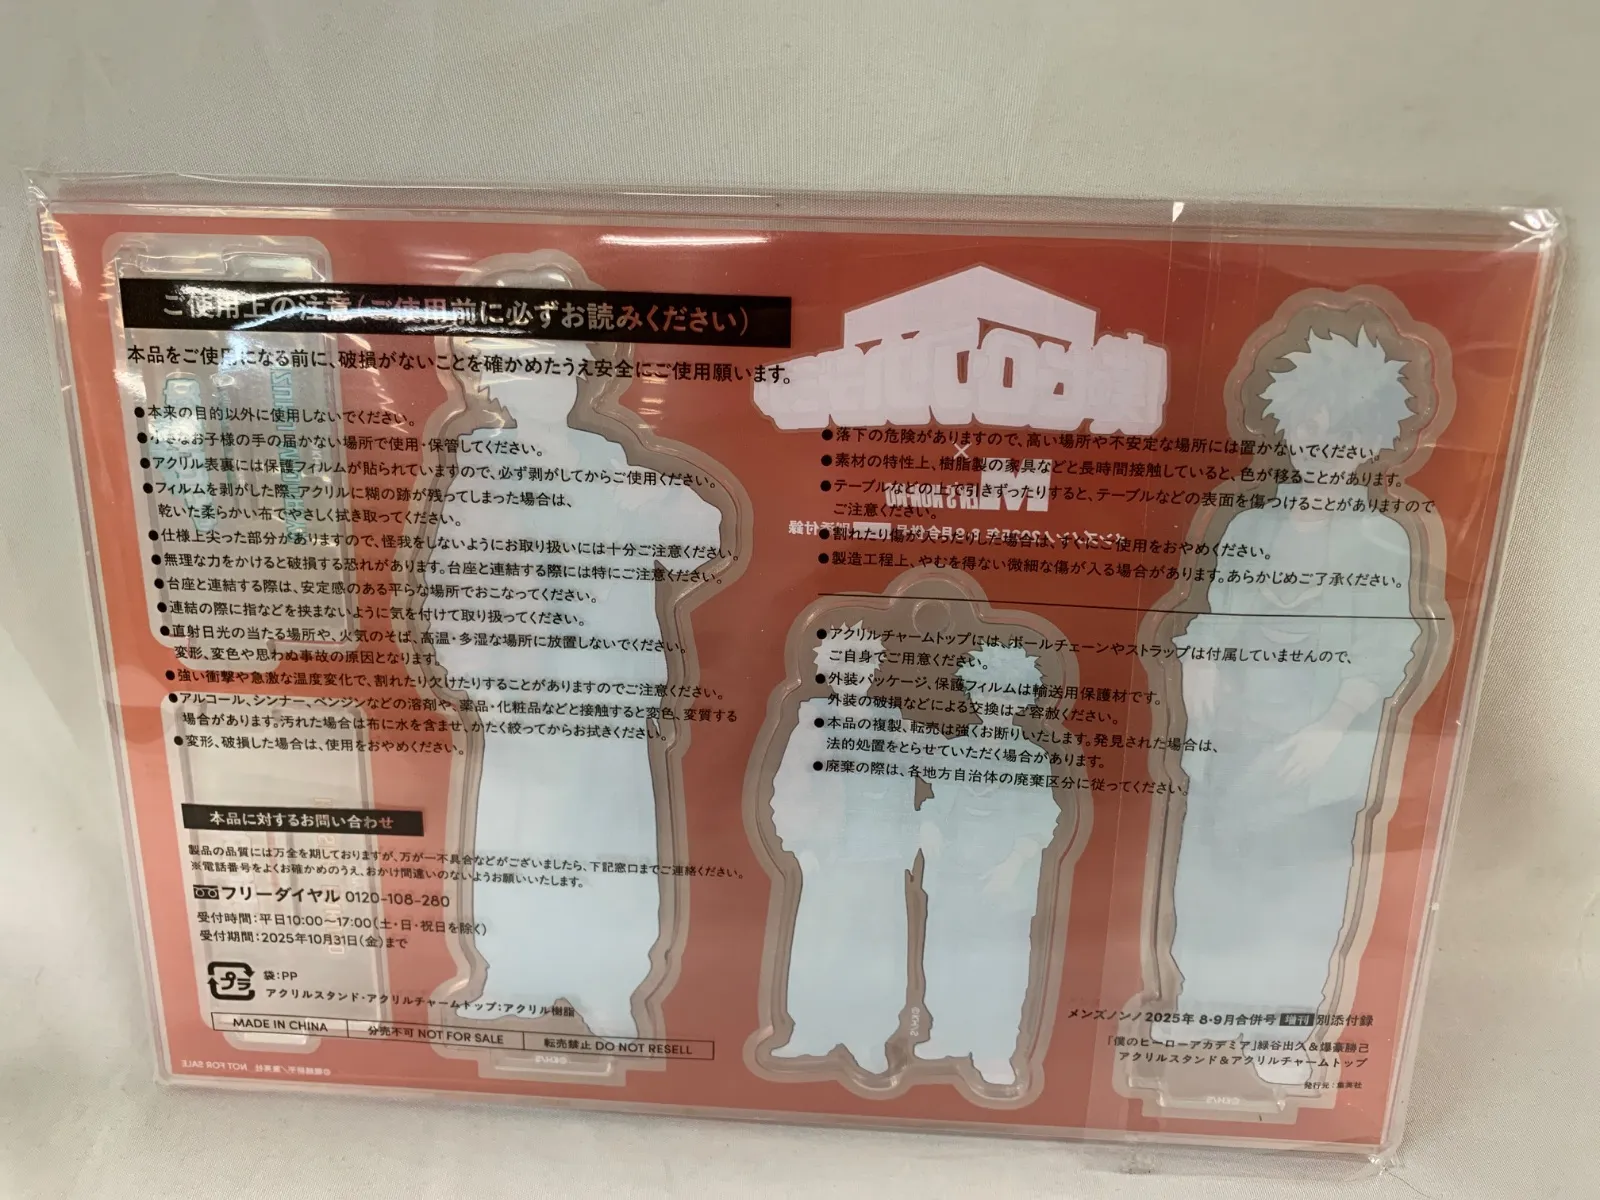 ご使用上の注意(ご使用前に必ずお読みください)
本品をご使用になる前に、破損がないことを確かめたうえ安全にご使用願います。
●本来の目的以外に使用しないでください。
●小さなお子様の手の届かない場所で使用・保管してください。
●アクリル表裏には保護フィルムが貼られていますので、必ず剥がしてからご使用ください。
●フィルムを剥がした際、アクリルに糊の跡が残ってしまった場合は、
乾いた柔らかい布でやさしく拭き取ってください。
●仕様上尖った部分がありますので、怪我をしないようにお取り扱いには十分ご注意ください。
●無理な力をかけると破損する恐れがあります。台座と連結する際には特にご注意ください。
●台座と連結する際は、安定感のある平らな場所でおこなってください。
●連結の際に指などを挟まないように気を付けて取り扱ってください。
●直射日光の当たる場所や、火気のそば、高温・多湿な場所に放置しないでください。
変形、変色や思わぬ事故の原因となります。
●強い衝撃や急激な温度変化で、割れたり欠けたりすることがありますのでご注意ください。
●アルコール、シンナー、ベンジンなどの溶剤や、薬品・化粧品などと接触すると変色、変質する
場合があります。汚れた場合は布に水を含ませ、かたく絞ってからお拭きください。
●変形、破損した場合は、使用をおやめください。
本品に対するお問い合わせ
製品の品質には万全を期しておりますが、万が一不具合などがございましたら、下記窓口までご連絡ください。
※電話番号をよくお確かめのうえ、おかけ間違いのないようお願いいたします。
フリーダイヤル 0120-108-280
受付時間：平日10:00〜17:00(土・日・祝日を除く)
受付期間：2025年10月31日(金)まで
プラ
袋：PP
アクリルスタンド・アクリルチャームトップ：アクリル樹脂
MADE IN CHINA
分売不可 NOT FOR SALE
転売禁止 DO NOT RESELL
●落下の危険がありますので、高い場所や不安定な場所には置かないでください。
●素材の特性上、樹脂製の家具などと長時間接触していると、色が移ることがあります。
●テーブルなどの上で引きずったりすると、テーブルなどの表面を傷つけることがありますので
ご注意ください。
●割れたり傷が入ったりした場合は、すぐにご使用をおやめください。
●製造工程上、やむを得ない微細な傷が入る場合があります。あらかじめご了承ください。
●アクリルチャームトップには、ボールチェーンやストラップは付属していませんので、
ご自身でご用意ください。
●外装パッケージ、保護フィルムは輸送用保護材です。
外装の破損などによる交換はご容赦ください。
●本品の複製、転売は強くお断りいたします。発見された場合は、
法的処置をとらせていただく場合があります。
●廃棄の際は、各地方自治体の廃棄区分に従ってください。
メンズノンノ2025年 8・9月合併号 増刊 別添付録
『僕のヒーローアカデミア』緑谷出久＆爆豪勝己
アクリルスタンド＆アクリルチャームトップ
発行元：集英社